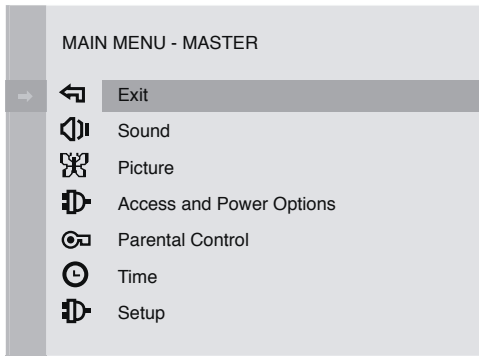 MAIN MENU - MASTER
Exit
Sound
Picture
Access and Power Options
Parental Control
Time
Setup